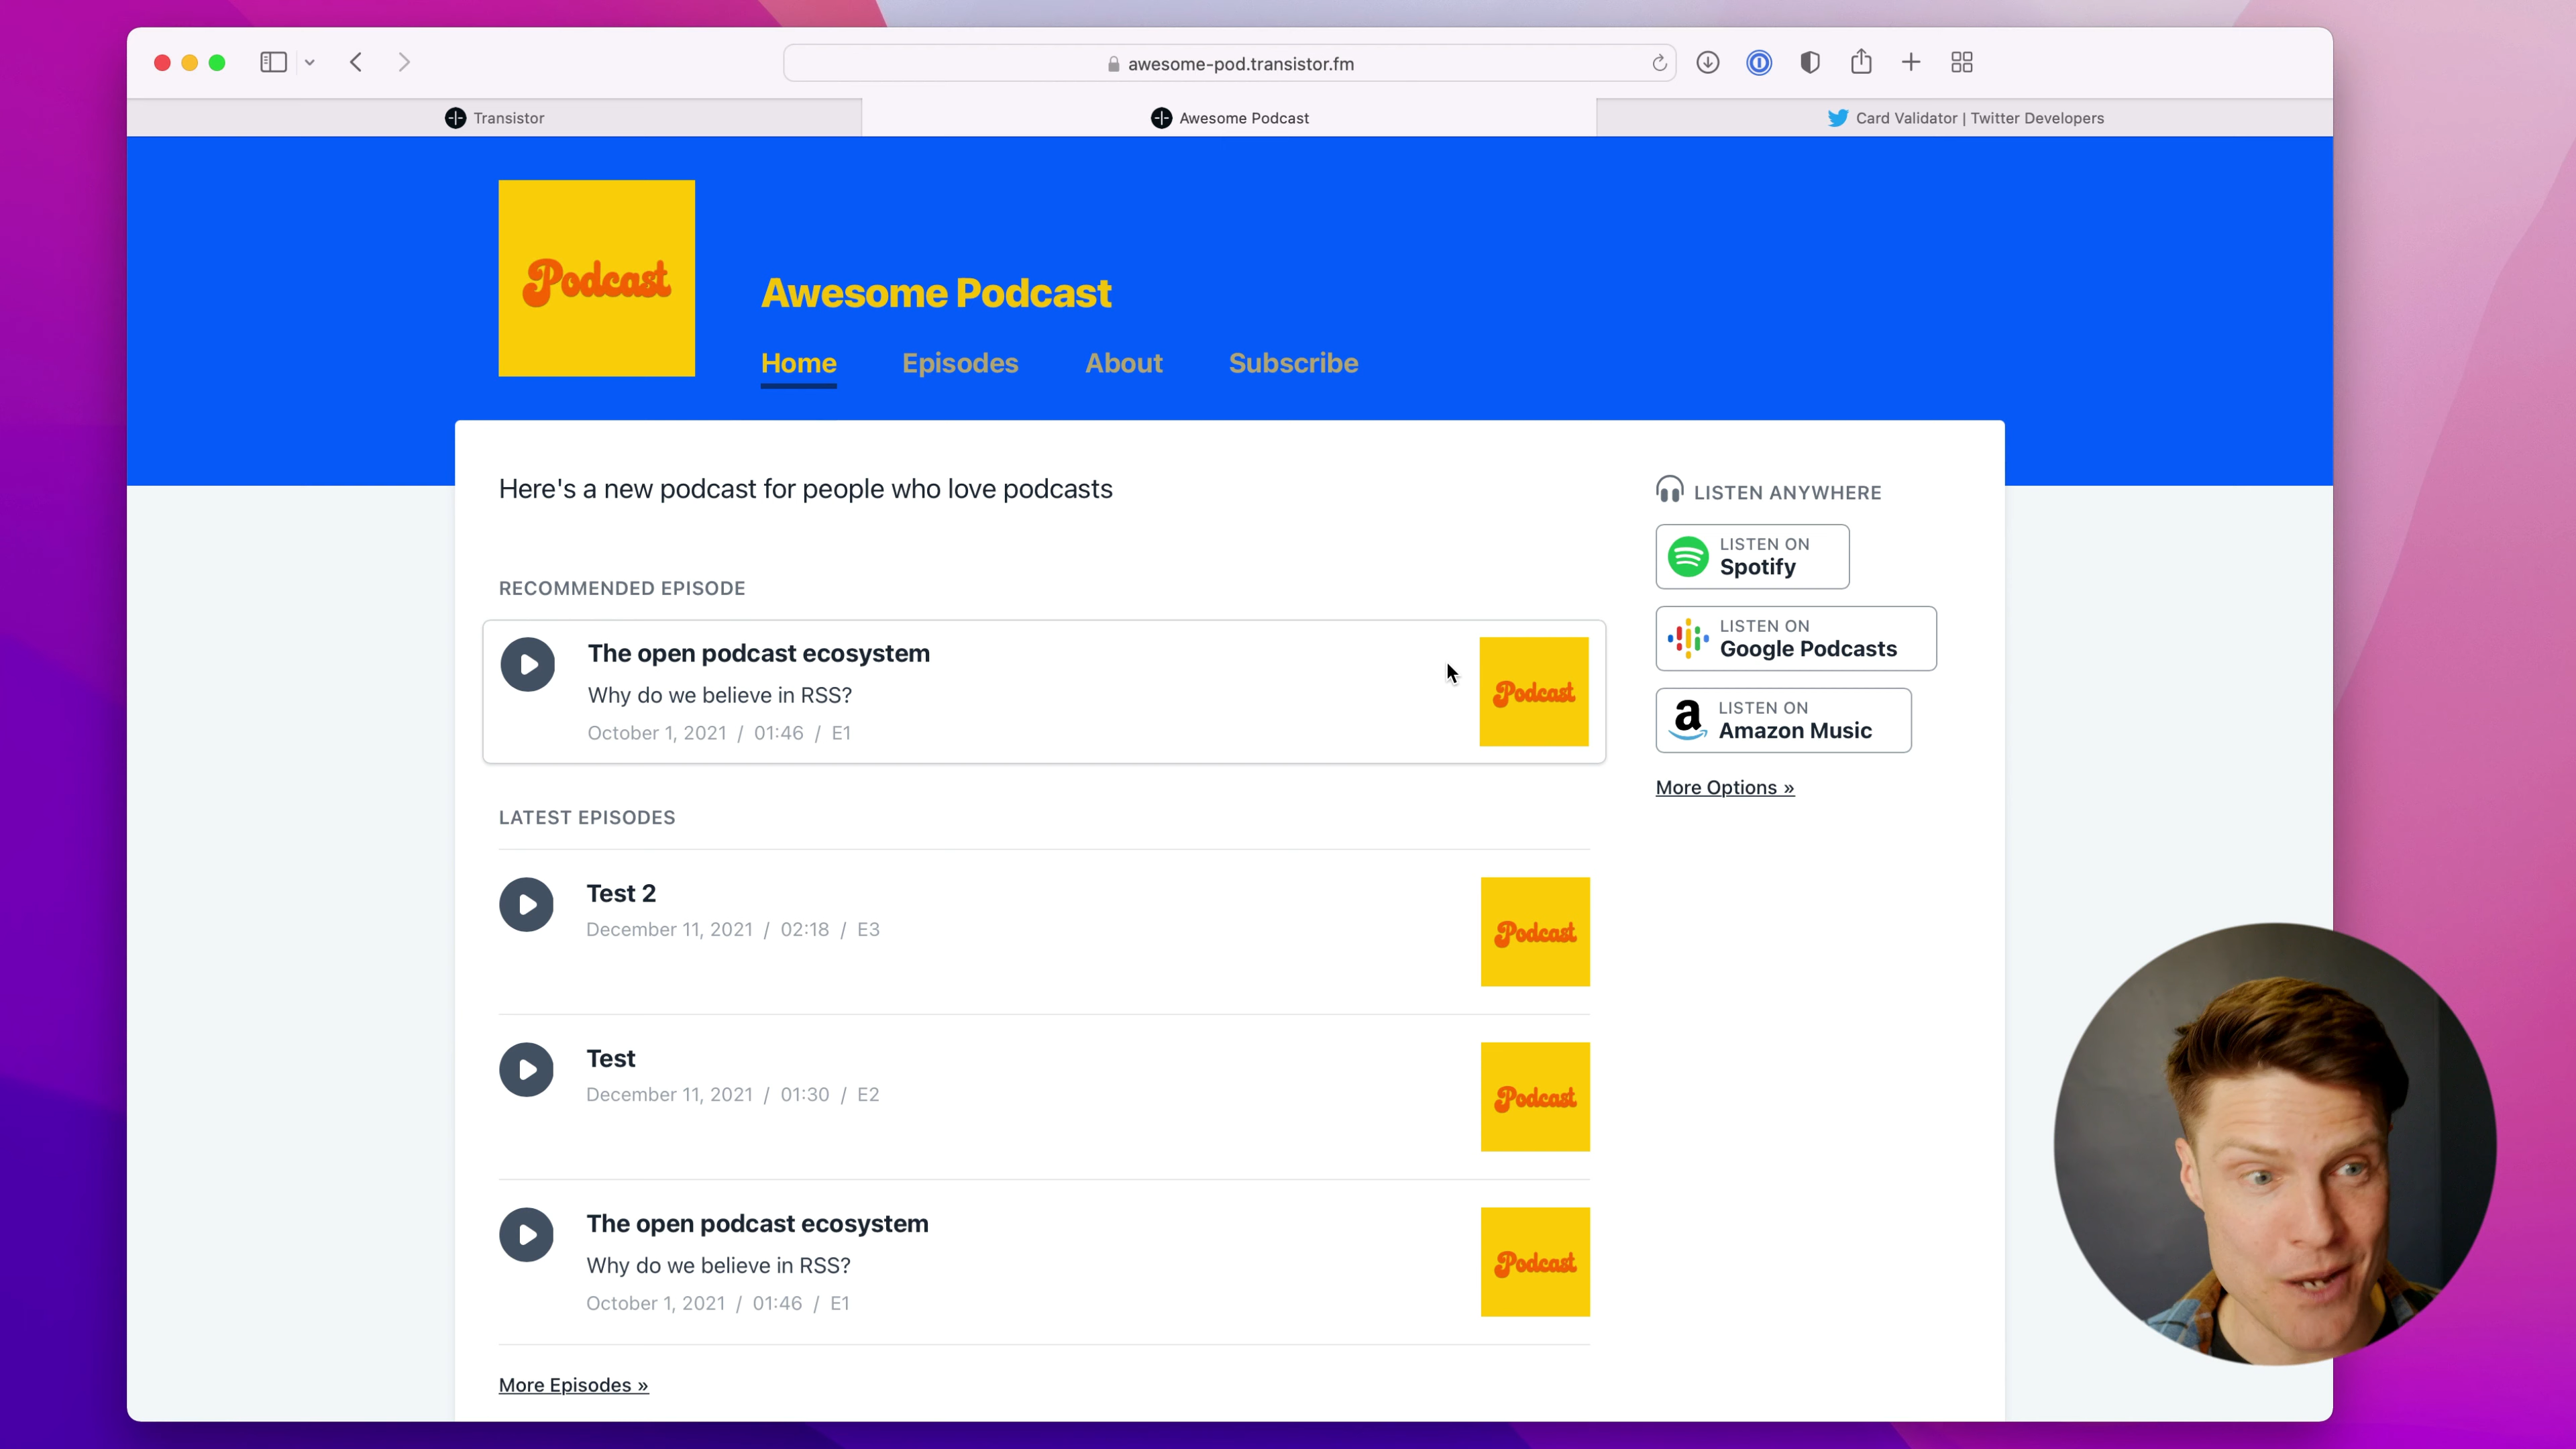 awesome-pod.transistor.fm
Transistor
Awesome Podcast
Card Validator | Twitter Developers
Podcast
Awesome Podcast
Home Episodes About Subscribe
Here's a new podcast for people who love podcasts
RECOMMENDED EPISODE
The open podcast ecosystem
Why do we believe in RSS?
October 1, 2021 / 01:46 / E1
Podcast
LATEST EPISODES
Test 2
December 11, 2021 / 02:18 / E3
Podcast
Test
December 11, 2021 / 01:30 / E2
Podcast
The open podcast ecosystem
Why do we believe in RSS?
October 1, 2021 / 01:46 / E1
Podcast
More Episodes »
LISTEN ANYWHERE
LISTEN ON
Spotify
LISTEN ON
Google Podcasts
a
LISTEN ON
Amazon Music
More Options »